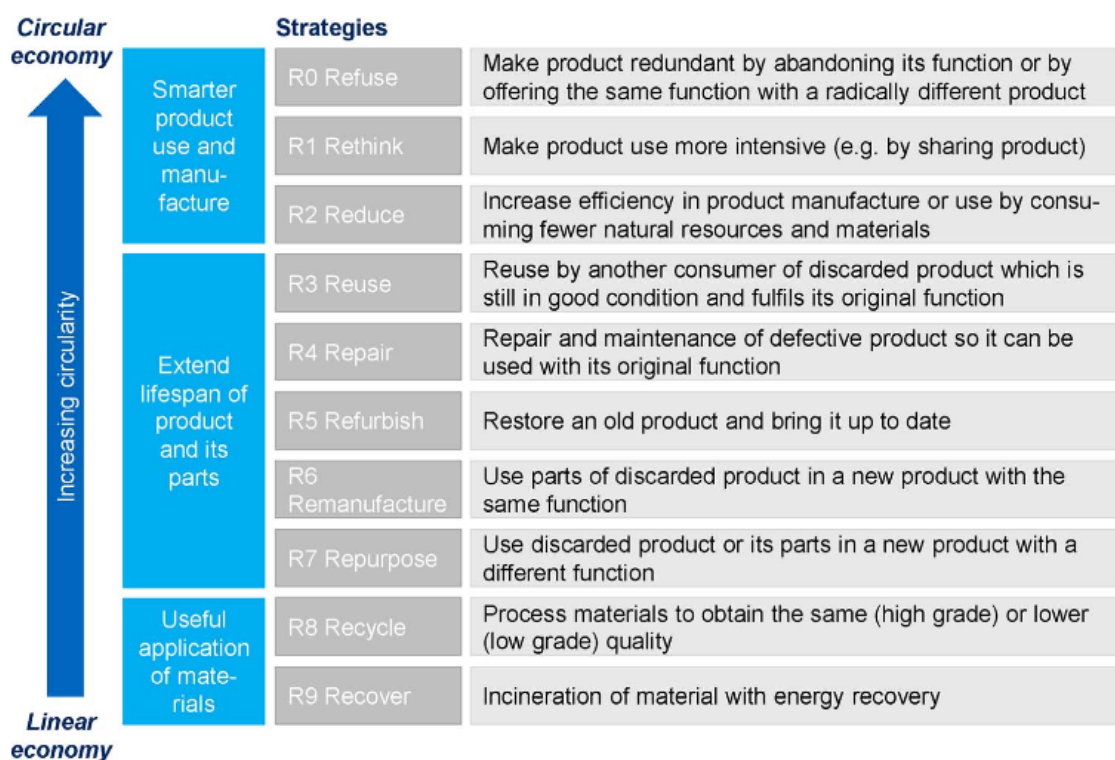 Circular
economy
Strategies
Smarter
product
use and
manu-
facture
R0 Refuse
Make product redundant by abandoning its function or by
offering the same function with a radically different product
R1 Rethink
Make product use more intensive (e.g. by sharing product)
R2 Reduce
Increase efficiency in product manufacture or use by consu-
ming fewer natural resources and materials
Increasing circularity
Extend
lifespan of
product
and its
parts
R3 Reuse
Reuse by another consumer of discarded product which is
still in good condition and fulfils its original function
R4 Repair
Repair and maintenance of defective product so it can be
used with its original function
R5 Refurbish
Restore an old product and bring it up to date
R6
Remanufacture
Use parts of discarded product in a new product with the
same function
R7 Repurpose
Use discarded product or its parts in a new product with a
different function
Useful
application
of mate-
rials
R8 Recycle
Process materials to obtain the same (high grade) or lower
(low grade) quality
R9 Recover
Incineration of material with energy recovery
Linear
economy